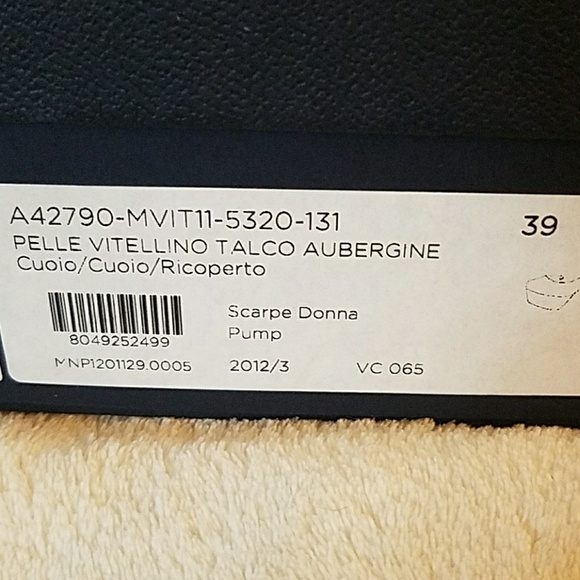 A42790-MVIT11-5320-131 39
PELLE VITELLINO TALCO AUBERGINE
Cuoio/Cuoio/Ricoperto
Scarpe Donna
8049252499 Pump
MNP1201129.0005 2012/3 VC 065